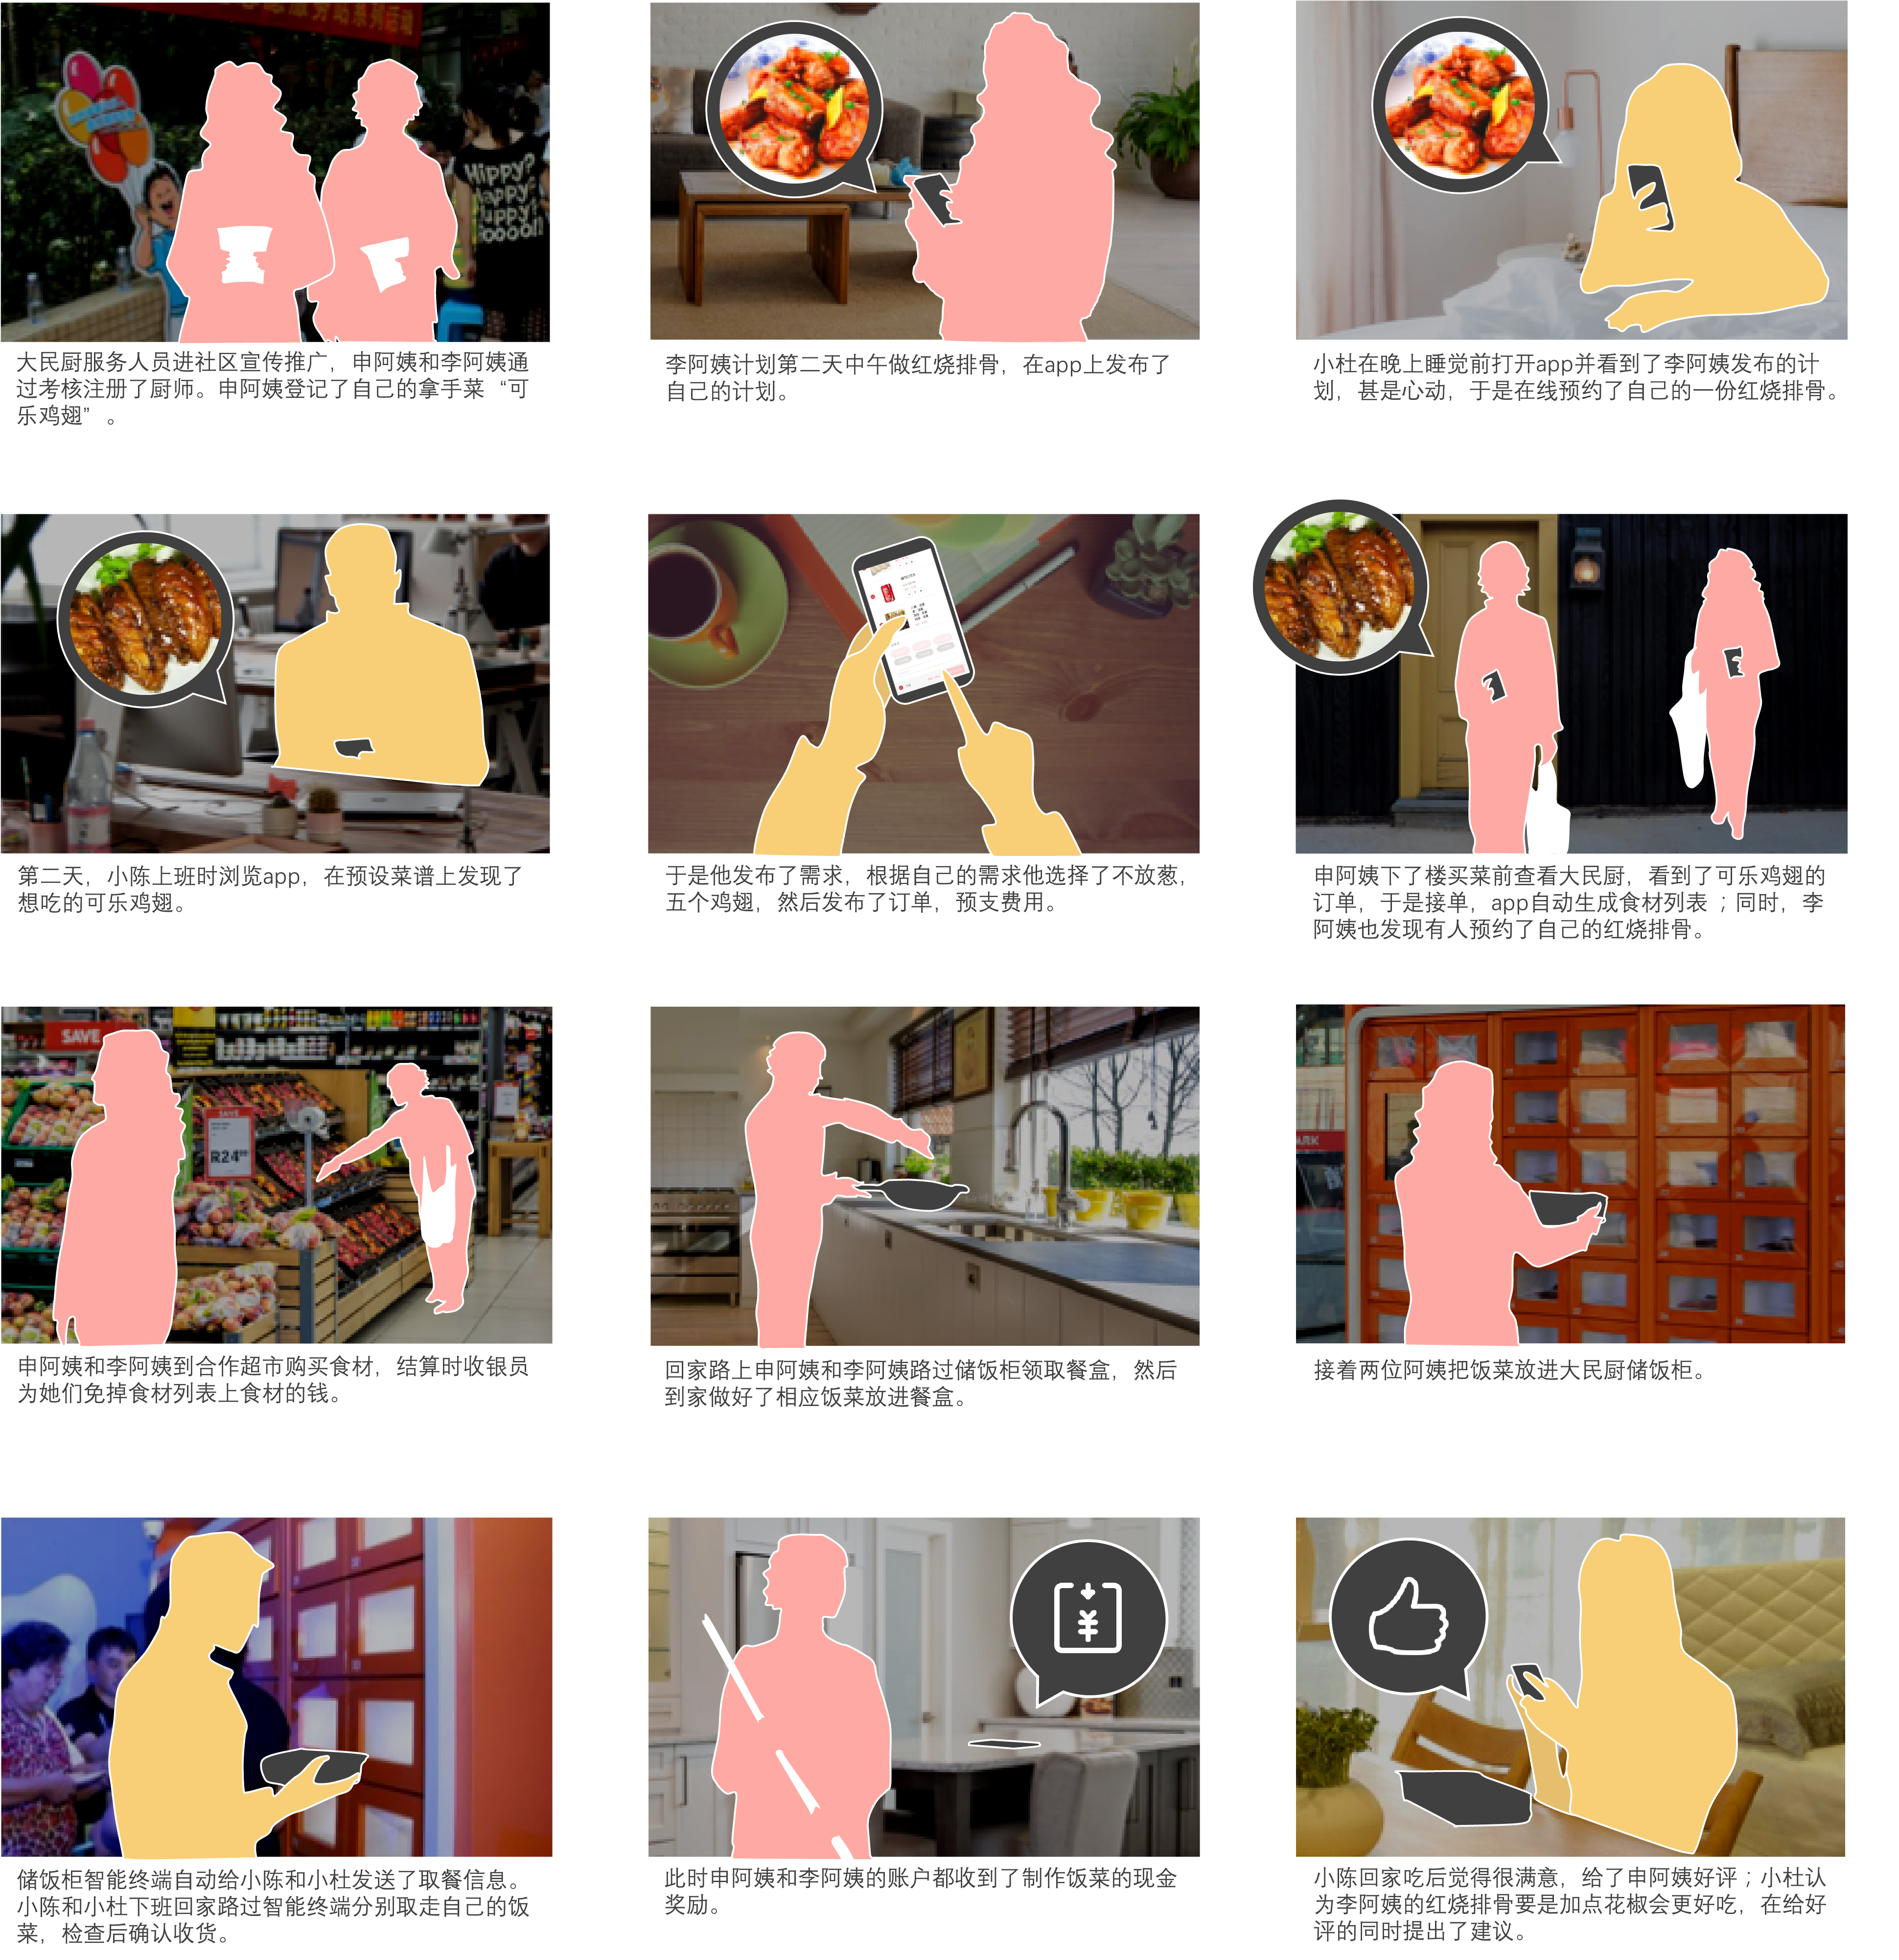 服务站系列活动
Hippy?
Happy?
大民厨服务人员进社区宣传推广，申阿姨和李阿姨通
过考核注册了厨师。申阿姨登记了自己的拿手菜“可
乐鸡翅”。
李阿姨计划第二天中午做红烧排骨，在app上发布了
自己的计划。
小杜在晚上睡觉前打开app并看到了李阿姨发布的计
划，甚是心动，于是在线预约了自己的一份红烧排骨。
第二天，小陈上班时浏览app，在预设菜谱上发现了
想吃的可乐鸡翅。
于是他发布了需求，根据自己的需求他选择了不放葱，
五个鸡翅，然后发布了订单，预支费用。
申阿姨下了楼买菜前查看大民厨，看到了可乐鸡翅的
订单，于是接单，app自动生成食材列表；同时，李
阿姨也发现有人预约了自己的红烧排骨。
SAVE
SAVE
R24
申阿姨和李阿姨到合作超市购买食材，结算时收银员
为她们免掉食材列表上食材的钱。
回家路上申阿姨和李阿姨路过储饭柜领取餐盒，然后
到家做好了相应饭菜放进餐盒。
ARK
接着两位阿姨把饭菜放进大民厨储饭柜。
储饭柜智能终端自动给小陈和小杜发送了取餐信息。
小陈和小杜下班回家路过智能终端分别取走自己的饭
菜，检查后确认收货。
¥
此时申阿姨和李阿姨的账户都收到了制作饭菜的现金
奖励。
小陈回家吃后觉得很满意，给了申阿姨好评；小杜认
为李阿姨的红烧排骨要是加点花椒会更好吃，在给好
评的同时提出了建议。